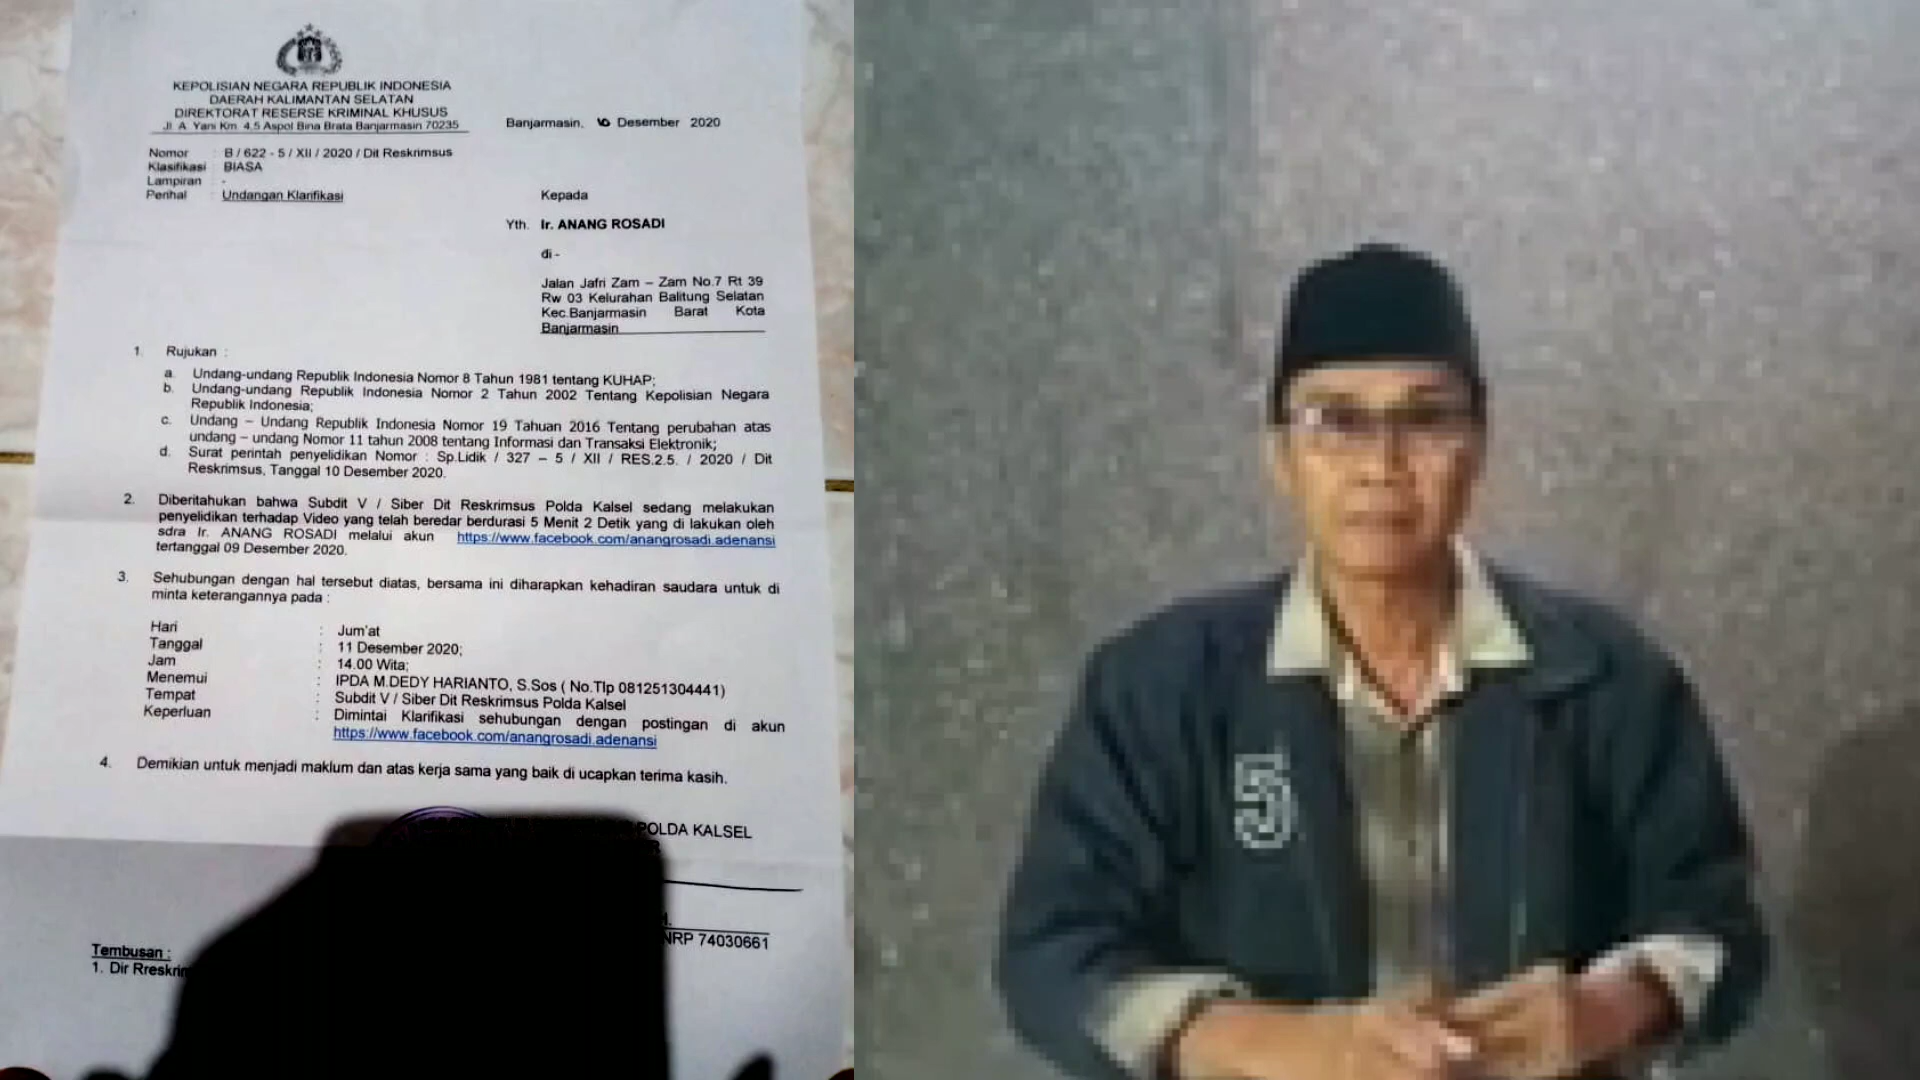 KEPOLISIAN NEGARA REPUBLIK INDONESIA
DAERAH KALIMANTAN SELATAN
DIREKTORAT RESERSE KRIMINAL KHUSUS
Jl. A. Yani Km. 4,5 Aspol Bina Brata Banjarmasin 70235
Banjarmasin, 10 Desember 2020
Nomor : B / 622 - 5 / XII / 2020 / Dit Reskrimsus
Klasifikasi : BIASA
Lampiran : -
Perihal : Undangan Klarifikasi
Kepada
Yth. Ir. ANANG ROSADI
di -
Jalan Jafri Zam – Zam No.7 Rt 39
Rw 03 Kelurahan Balitung Selatan
Kec.Banjarmasin Barat Kota
Banjarmasin
1. Rujukan :
a. Undang-undang Republik Indonesia Nomor 8 Tahun 1981 tentang KUHAP;
b. Undang-undang Republik Indonesia Nomor 2 Tahun 2002 Tentang Kepolisian Negara
Republik Indonesia;
c. Undang – Undang Republik Indonesia Nomor 19 Tahuan 2016 Tentang perubahan atas
undang – undang Nomor 11 tahun 2008 tentang Informasi dan Transaksi Elektronik;
d. Surat perintah penyelidikan Nomor : Sp.Lidik / 327 – 5 / XII / RES.2.5. / 2020 / Dit
Reskrimsus, Tanggal 10 Desember 2020.
2. Diberitahukan bahwa Subdit V / Siber Dit Reskrimsus Polda Kalsel sedang melakukan
penyelidikan terhadap Video yang telah beredar berdurasi 5 Menit 2 Detik yang di lakukan oleh
sdra Ir. ANANG ROSADI melalui akun https://www.facebook.com/anangrosadi.adenansi
tertanggal 09 Desember 2020.
3. Sehubungan dengan hal tersebut diatas, bersama ini diharapkan kehadiran saudara untuk di
minta keterangannya pada :
Hari : Jum'at
Tanggal : 11 Desember 2020;
Jam : 14.00 Wita;
Menemui : IPDA M.DEDY HARIANTO, S.Sos ( No.Tlp 081251304441)
Tempat : Subdit V / Siber Dit Reskrimsus Polda Kalsel
Keperluan : Dimintai Klarifikasi sehubungan dengan postingan di akun
https://www.facebook.com/anangrosadi.adenansi
4. Demikian untuk menjadi maklum dan atas kerja sama yang baik di ucapkan terima kasih.
POLDA KALSEL
NRP 74030661
Tembusan :
1. Dir Rreskrim
5